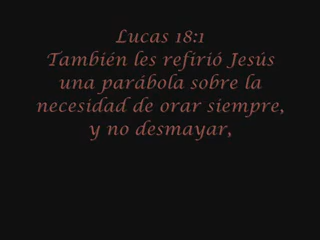 Lucas 18:1
También les refirió Jesús
una parábola sobre la
necesidad de orar siempre,
y no desmayar,